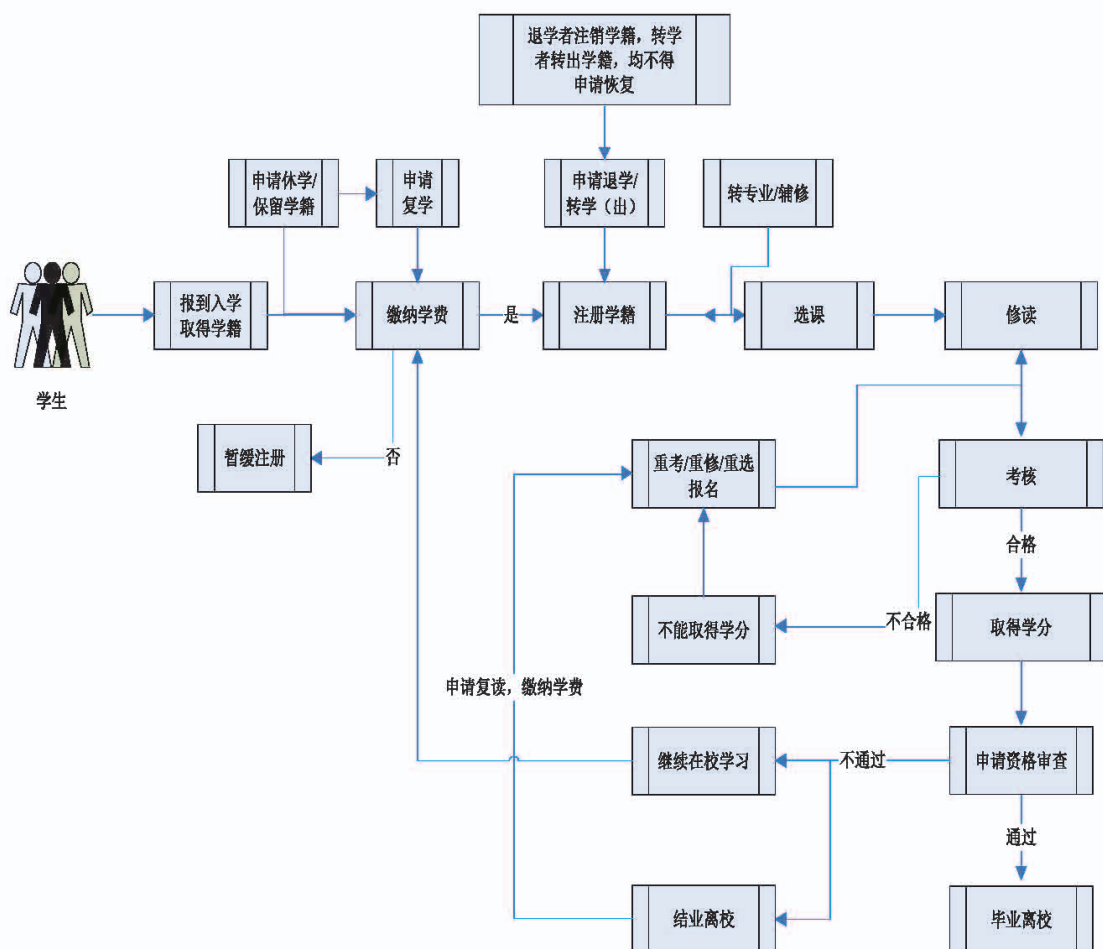 退学者注销学籍，转学
者转出学籍，均不得
申请恢复
申请休学/
保留学籍
申请
复学
申请退学/
转学（出）
转专业/辅修
报到入学
取得学籍
缴纳学费
是
注册学籍
选课
修读
学生
暂缓注册
否
重考/重修/重选
报名
考核
合格
不能取得学分
不合格
取得学分
申请复读，缴纳学费
继续在校学习
不通过
申请资格审查
通过
结业离校
毕业离校